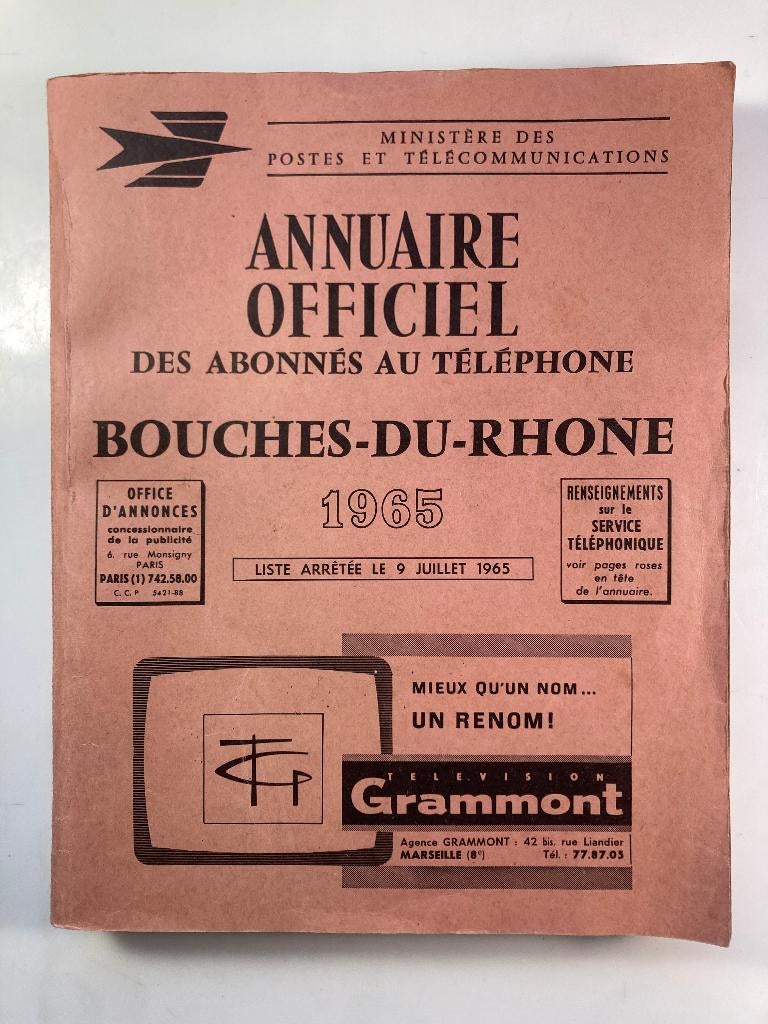 MINISTÈRE DES
POSTES ET TÉLÉCOMMUNICATIONS
ANNUAIRE
OFFICIEL
DES ABONNÉS AU TÉLÉPHONE
BOUCHES-DU-RHONE
1965
LISTE ARRÊTÉE LE 9 JUILLET 1965
OFFICE
D'ANNONCES
concessionnaire
de la publicité
6, rue Monsigny
PARIS
PARIS (1) 742.58.00
C.C.P 5421-88
RENSEIGNEMENTS
sur le
SERVICE
TÉLÉPHONIQUE
voir pages roses
en tête
de l'annuaire.
MIEUX QU'UN NOM...
UN RENOM!
TELEVISION
Grammont
Agence GRAMMONT : 42 bis, rue Liandier
MARSEILLE (8e) Tél. : 77.87.05